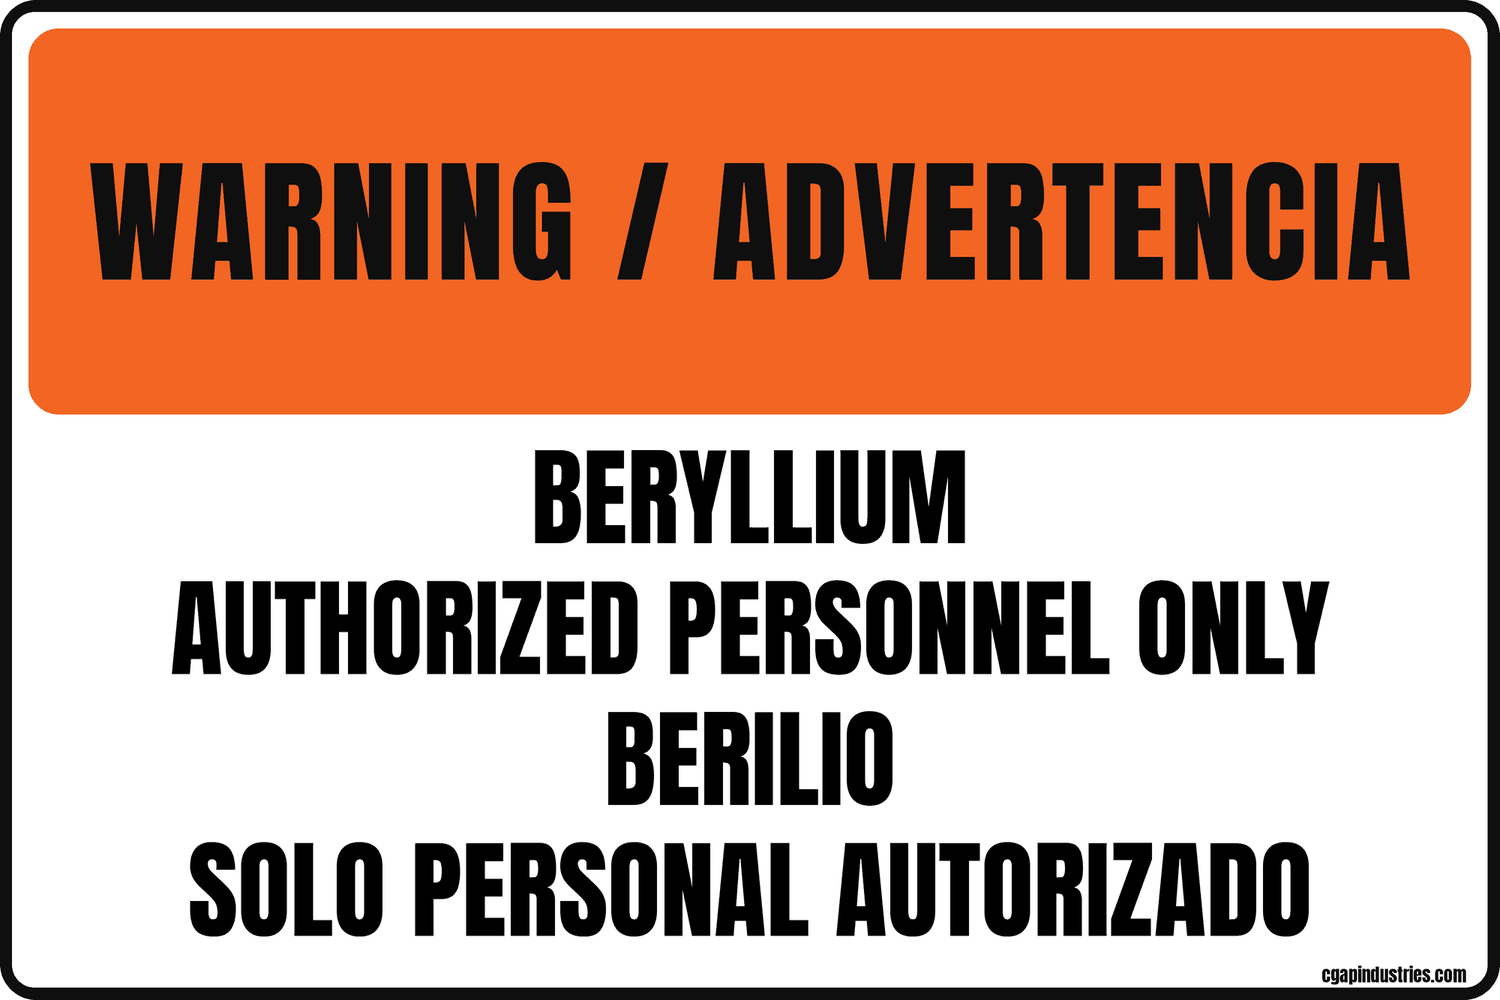 WARNING / ADVERTENCIA
BERYLLIUM
AUTHORIZED PERSONNEL ONLY
BERILIO
SOLO PERSONAL AUTORIZADO
cgapindustries.com